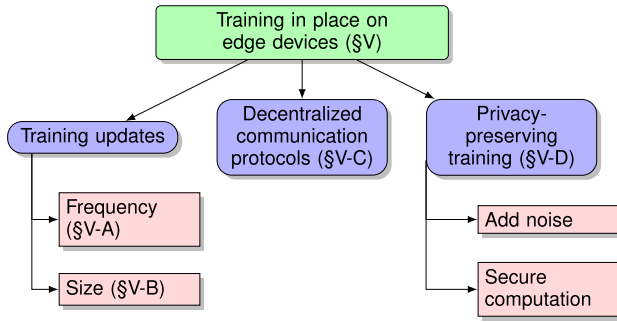 Training in place on
edge devices (§V)
Training updates
Decentralized
communication
protocols (§V-C)
Privacy-
preserving
training (§V-D)
Frequency
(§V-A)
Size (§V-B)
Add noise
Secure
computation